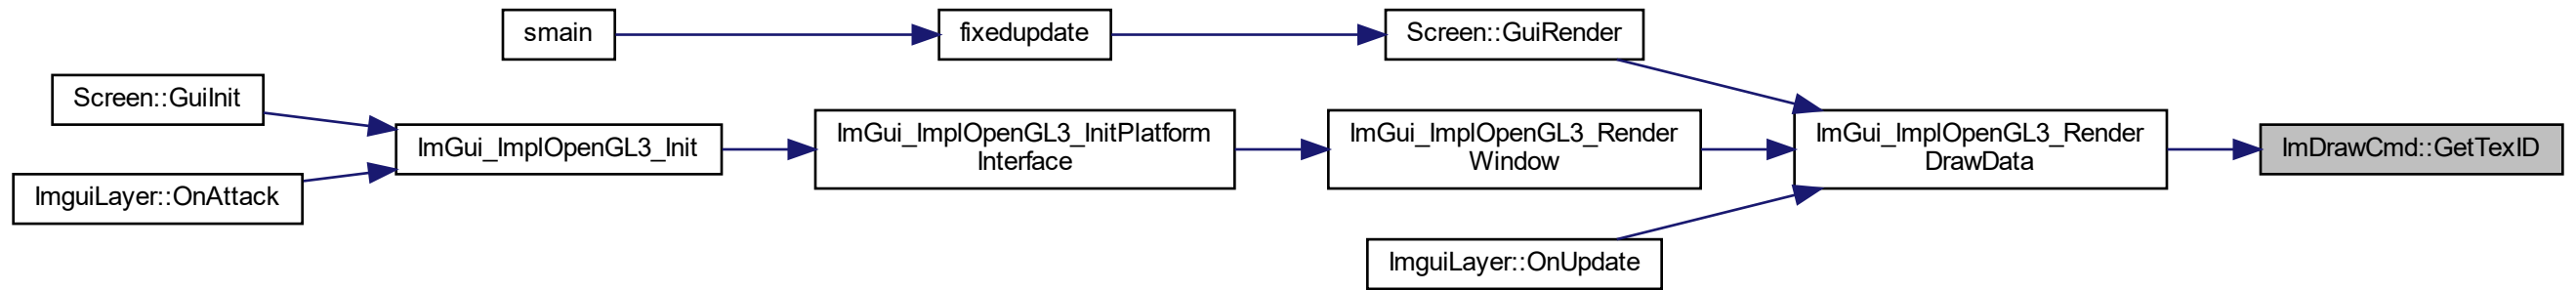 smain
fixedupdate
Screen::GuiRender
Screen::GuiInit
ImGui_ImplOpenGL3_Init
ImguiLayer::OnAttack
ImGui_ImplOpenGL3_InitPlatform
Interface
ImGui_ImplOpenGL3_Render
Window
ImGui_ImplOpenGL3_Render
DrawData
ImDrawCmd::GetTexID
ImguiLayer::OnUpdate